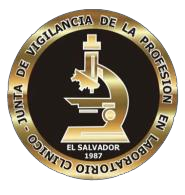 JUNTA DE VIGILANCIA DE LA PROFESION EN LABORATORIO CLINICO -
EL SALVADOR
1987